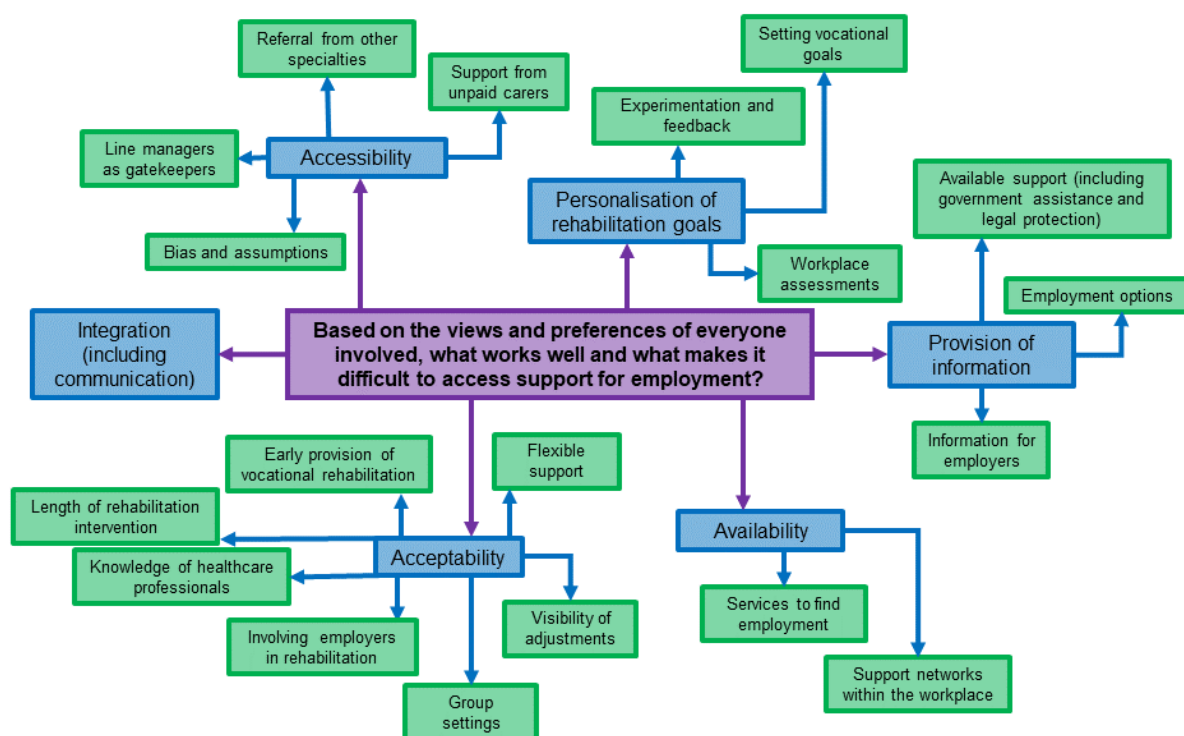 Referral from other
specialties
Support from
unpaid carers
Line managers
as gatekeepers
Accessibility
Bias and assumptions
Setting vocational
goals
Experimentation and
feedback
Personalisation of
rehabilitation goals
Workplace
assessments
Available support (including
government assistance and
legal protection)
Employment options
Provision of
information
Information for
employers
Integration
(including
communication)
Based on the views and preferences of everyone
involved, what works well and what makes it
difficult to access support for employment?
Early provision of
vocational rehabilitation
Flexible
support
Length of rehabilitation
intervention
Acceptability
Knowledge of healthcare
professionals
Involving employers
in rehabilitation
Visibility of
adjustments
Group
settings
Availability
Services to find
employment
Support networks
within the workplace